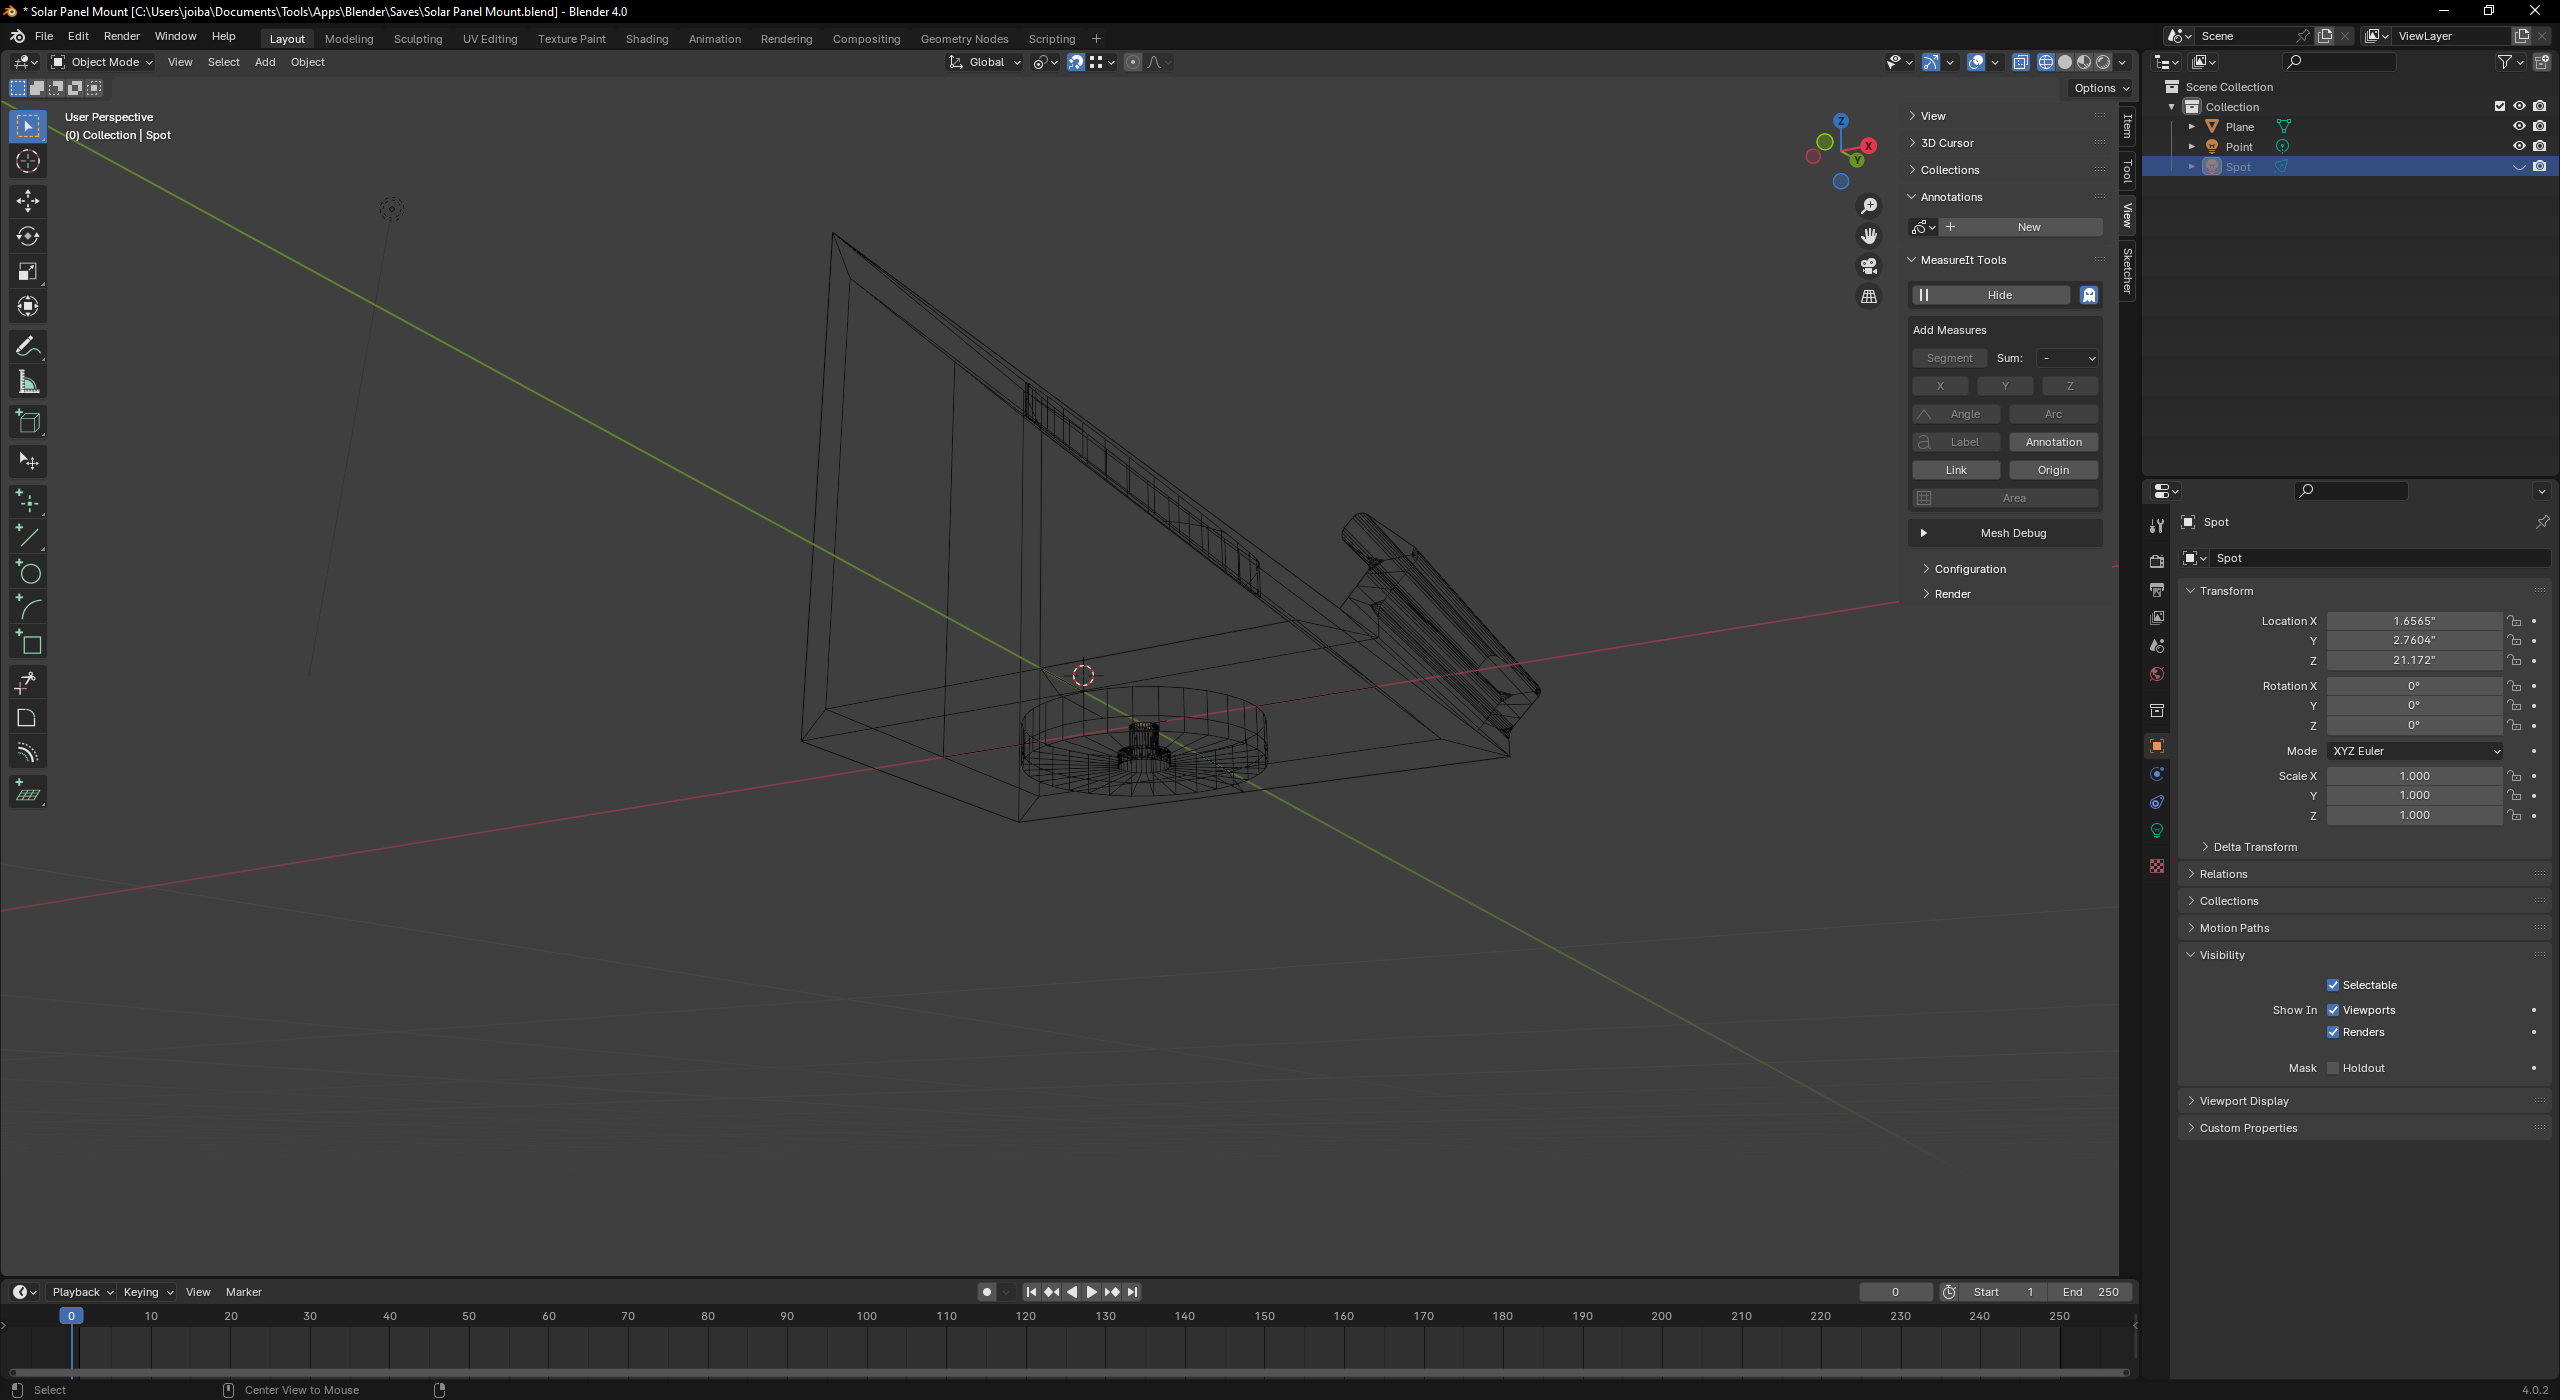 * Solar Panel Mount [C:\Users\joiba\Documents\Tools\Apps\Blender\Saves\Solar Panel Mount.blend] - Blender 4.0
File Edit Render Window Help Layout Modeling Sculpting UV Editing Texture Paint Shading Animation Rendering Compositing Geometry Nodes Scripting + Scene ViewLayer
Object Mode View Select Add Object Global
Options
User Perspective
(0) Collection | Spot
Z
X
Y
View
3D Cursor
Collections
Annotations
New
MeasureIt Tools
Hide
Add Measures
Segment Sum: -
X Y Z
Angle Arc
Label Annotation
Link Origin
Area
Mesh Debug
Configuration
Render
Item
Tool
View
Sketcher
Scene Collection
Collection
Plane
Point
Spot
Spot
Spot
Transform
Location X 1.6565"
Y 2.7604"
Z 21.172"
Rotation X 0°
Y 0°
Z 0°
Mode XYZ Euler
Scale X 1.000
Y 1.000
Z 1.000
Delta Transform
Relations
Collections
Motion Paths
Visibility
Selectable
Show In Viewports
Renders
Mask Holdout
Viewport Display
Custom Properties
Playback Keying View Marker 0 Start 1 End 250
0 10 20 30 40 50 60 70 80 90 100 110 120 130 140 150 160 170 180 190 200 210 220 230 240 250
Select Center View to Mouse 4.0.2